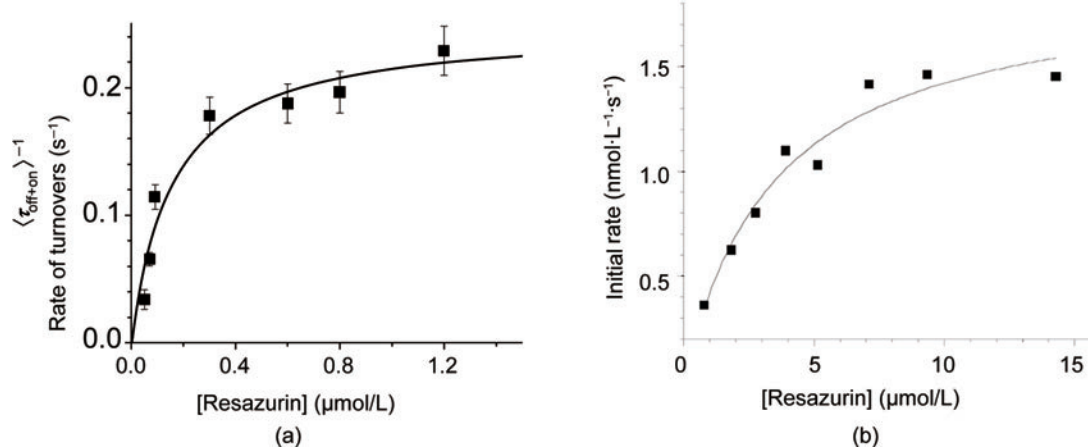 ⟨τoff+on⟩⁻¹
Rate of turnovers (s⁻¹)
0.2
0.1
0.0
0.0 0.4 0.8 1.2
[Resazurin] (μmol/L)
(a)
Initial rate (nmol·L⁻¹·s⁻¹)
1.5
1.0
0.5
0 5 10 15
[Resazurin] (μmol/L)
(b)